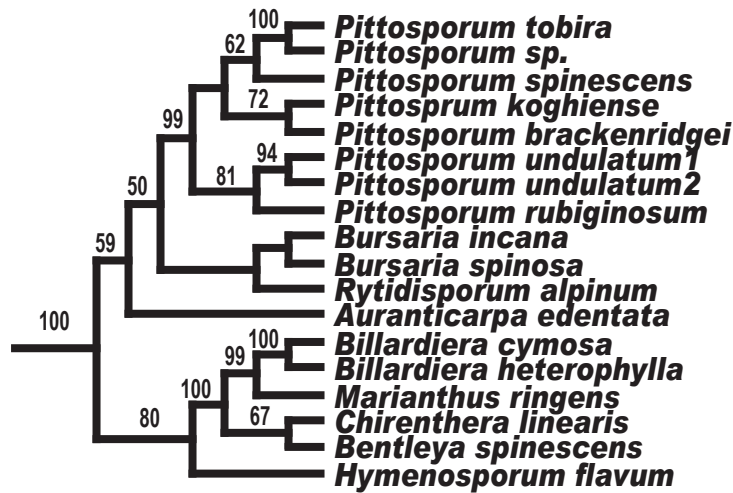 100
Pittosporum tobira
62
Pittosporum sp.
Pittosporum spinescens
72
Pittosprum koghiense
99
Pittosporum brackenridgei
94
Pittosporum undulatum1
81
Pittosporum undulatum2
50
Pittosporum rubiginosum
Bursaria incana
59
Bursaria spinosa
Rytidisporum alpinum
100
Auranticarpa edentata
100
Billardiera cymosa
99
Billardiera heterophylla
100
Marianthus ringens
80
67
Chirenthera linearis
Bentleya spinescens
Hymenosporum flavum